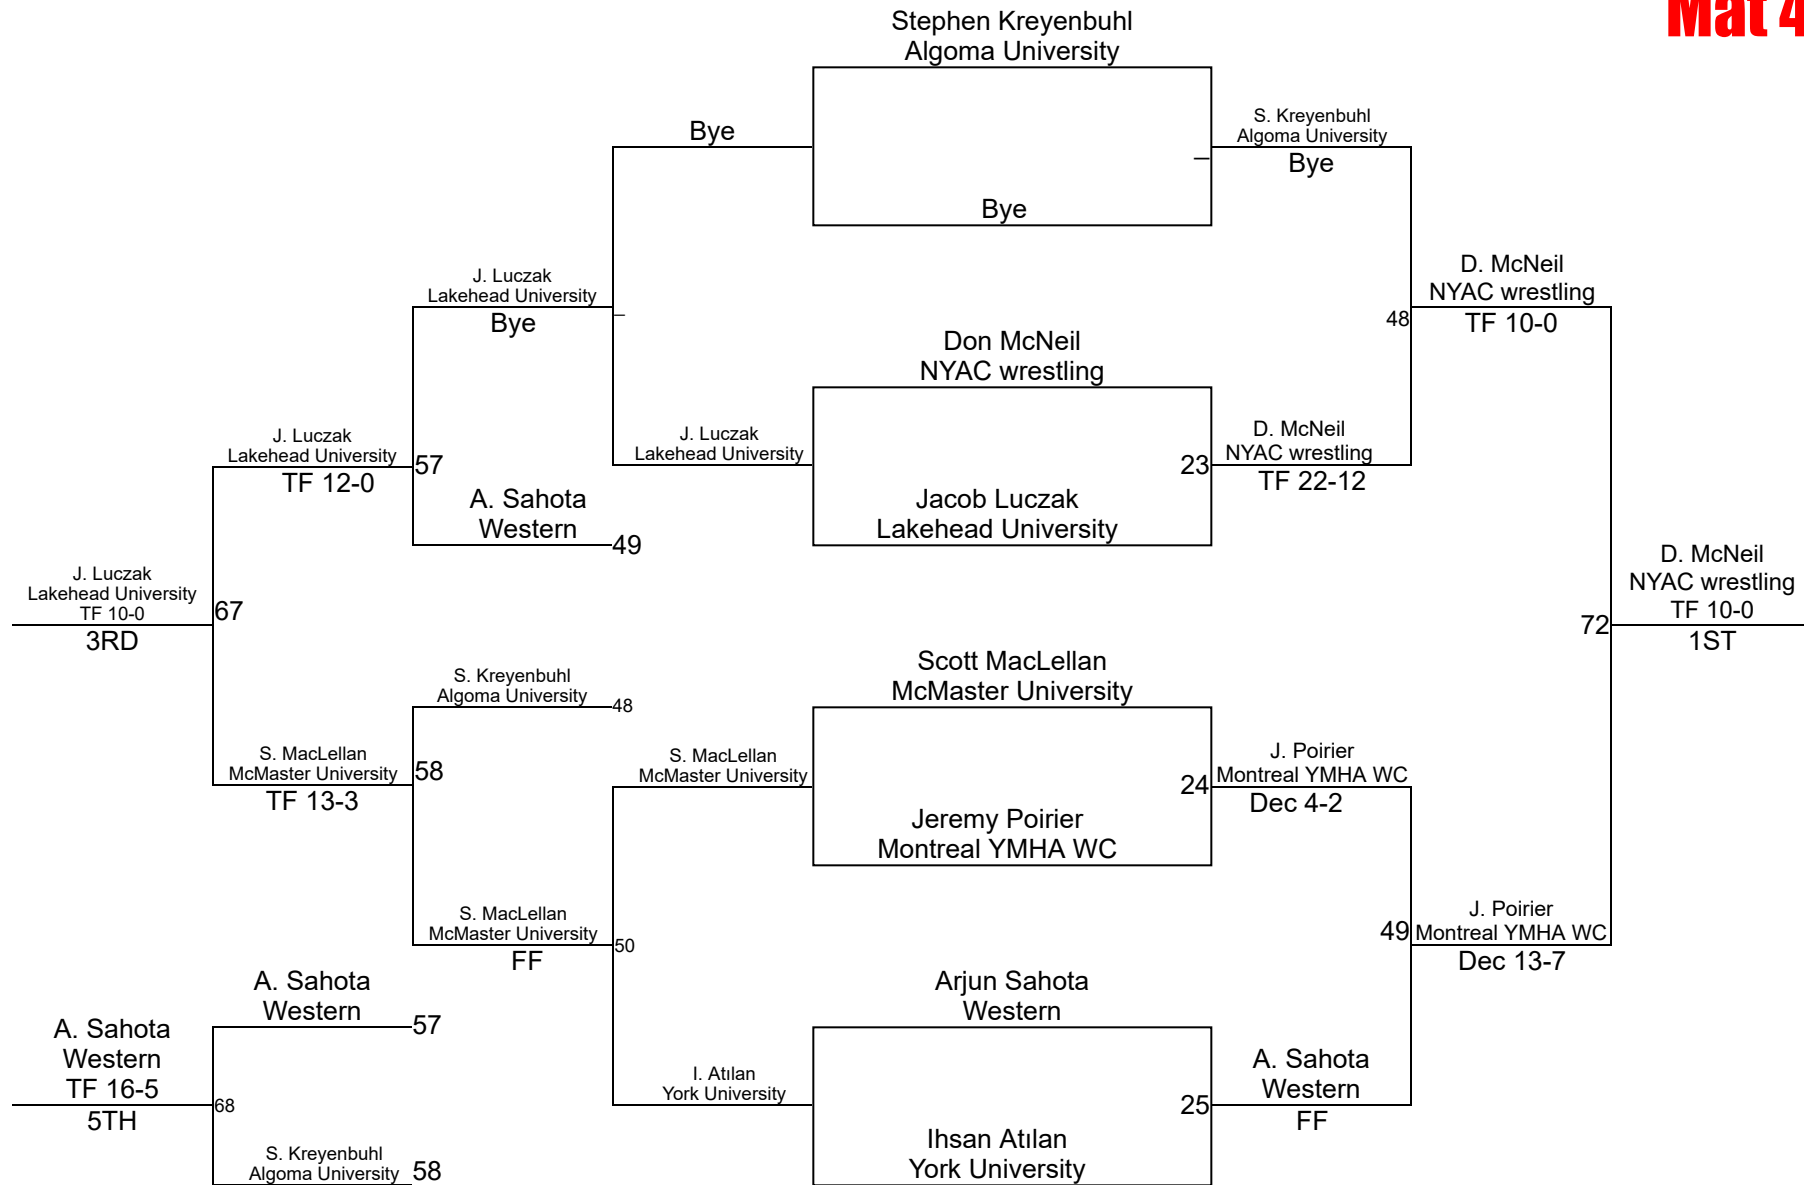 Mat 4
Stephen Kreyenbuhl
Algoma University
Bye
S. Kreyenbuhl
Algoma University
Bye
Bye
J. Luczak
Lakehead University
Bye
D. McNeil
NYAC wrestling
TF 10-0
48
Don McNeil
NYAC wrestling
J. Luczak
Lakehead University
TF 12-0
57
J. Luczak
Lakehead University
23
D. McNeil
NYAC wrestling
TF 22-12
A. Sahota
Western
49
Jacob Luczak
Lakehead University
J. Luczak
Lakehead University
TF 10-0
3RD
67
72
D. McNeil
NYAC wrestling
TF 10-0
1ST
S. Kreyenbuhl
Algoma University
48
Scott MacLellan
McMaster University
S. MacLellan
McMaster University
TF 13-3
58
S. MacLellan
McMaster University
24
J. Poirier
Montreal YMHA WC
Dec 4-2
Jeremy Poirier
Montreal YMHA WC
S. MacLellan
McMaster University
FF
50
49
J. Poirier
Montreal YMHA WC
Dec 13-7
A. Sahota
Western
57
Arjun Sahota
Western
A. Sahota
Western
TF 16-5
5TH
68
I. Atılan
York University
25
A. Sahota
Western
FF
S. Kreyenbuhl
Algoma University
58
Ihsan Atılan
York University